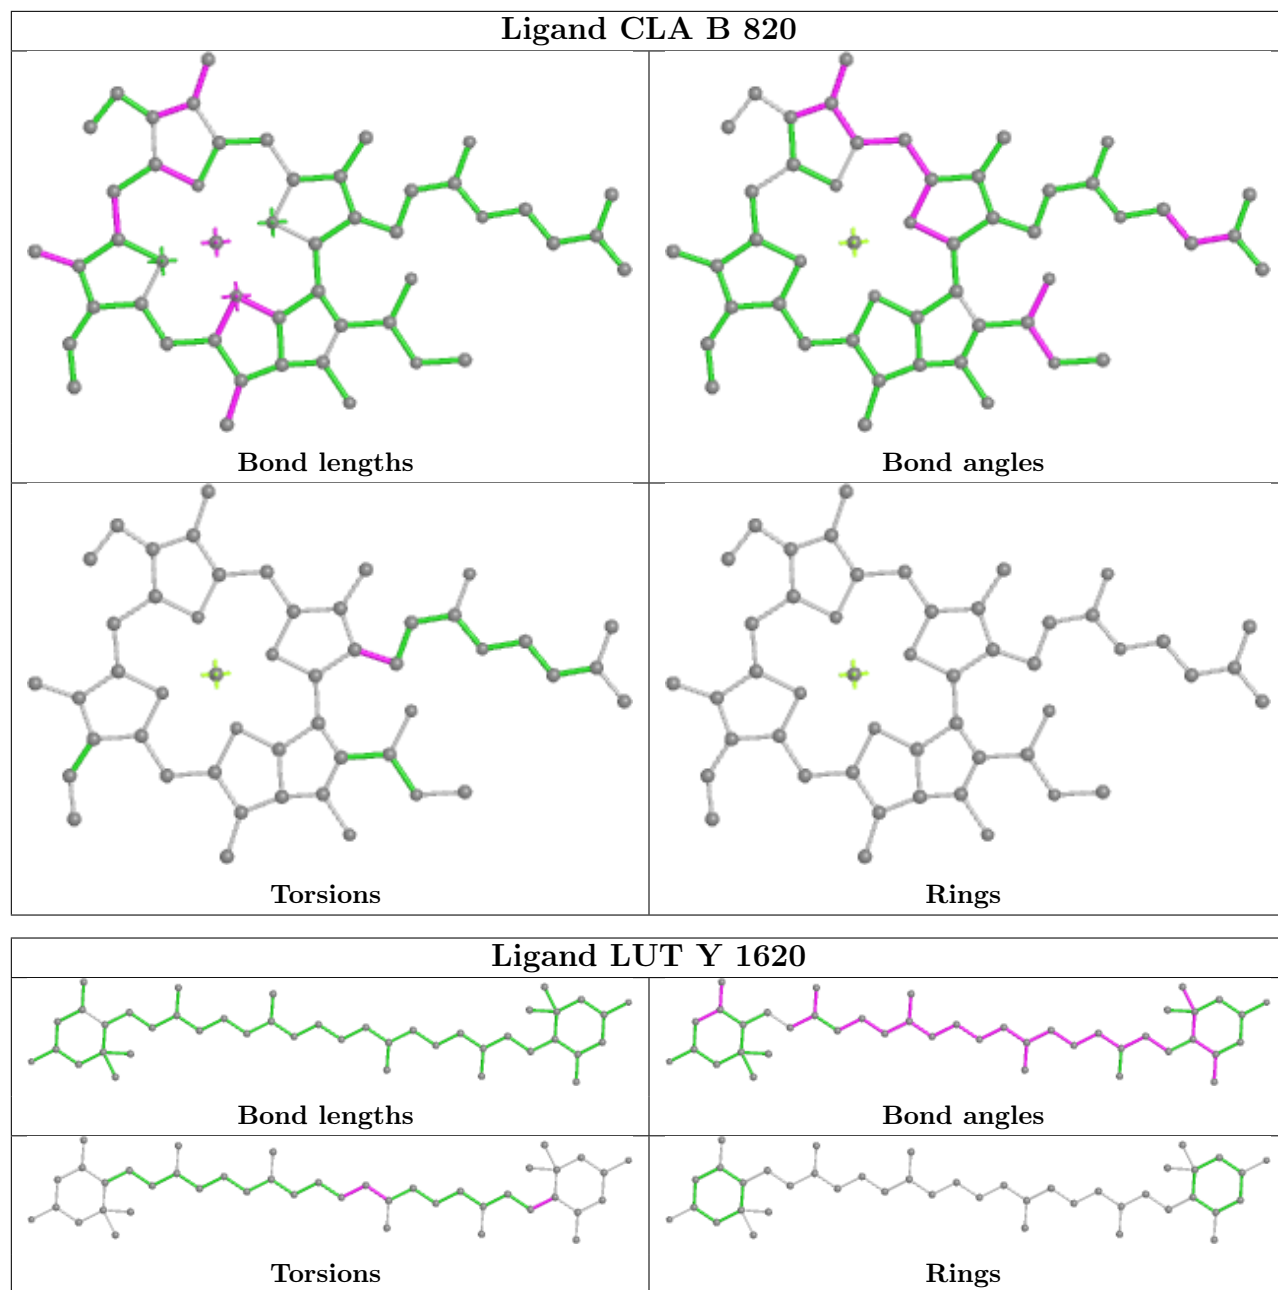 Ligand CLA B 820
Bond lengths
Bond angles
Torsions
Rings
Ligand LUT Y 1620
Bond lengths
Bond angles
Torsions
Rings